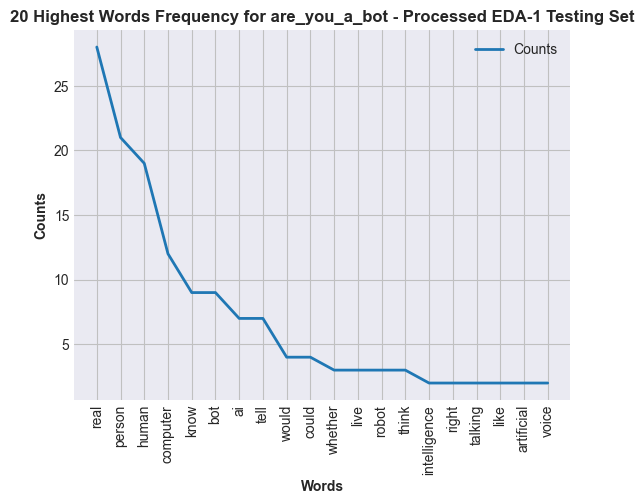 20 Highest Words Frequency for are_you_a_bot - Processed EDA-1 Testing Set
Counts
25
20
15
10
5
Counts
real
person
human
computer
know
bot
ai
tell
would
could
whether
live
robot
think
intelligence
right
talking
like
artificial
voice
Words